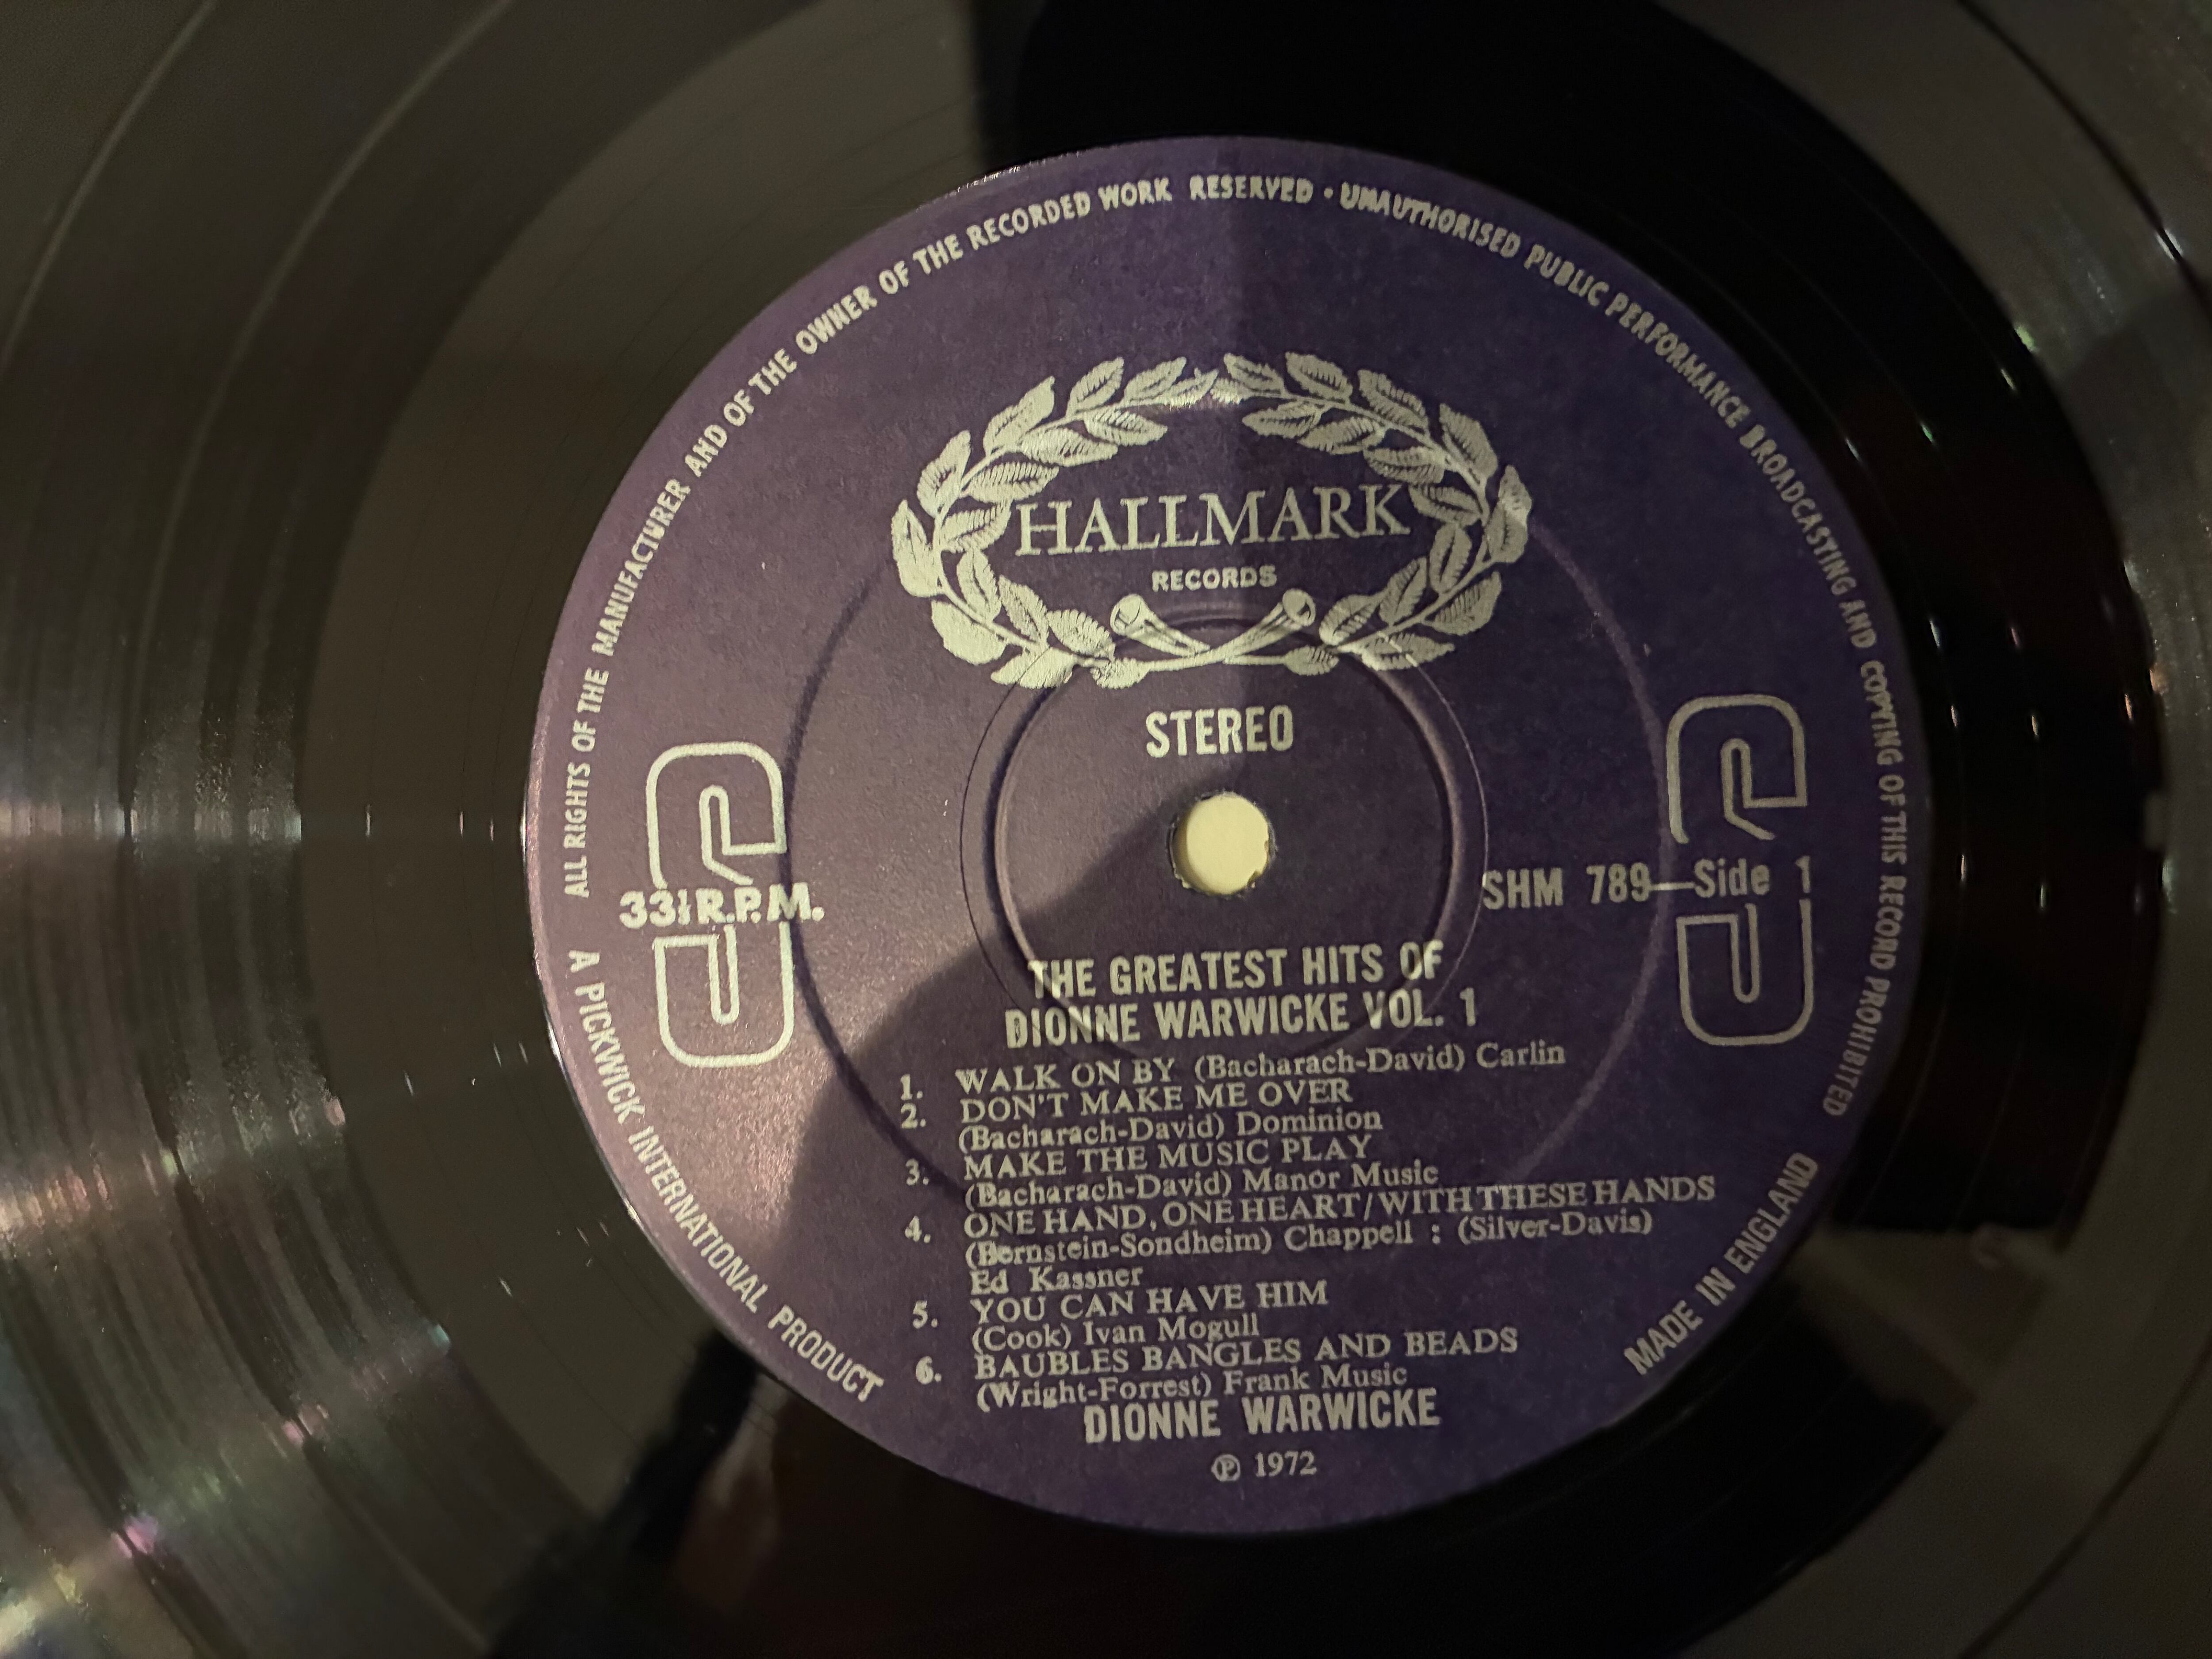 ALL RIGHTS OF THE MANUFACTURER AND OF THE OWNER OF THE RECORDED WORK RESERVED · UNAUTHORISED PUBLIC PERFORMANCE BROADCASTING AND COPYING OF THIS RECORD PROHIBITED
HALLMARK
RECORDS
STEREO
33⅓ R.P.M.
SHM 789—Side 1
THE GREATEST HITS OF
DIONNE WARWICKE VOL. 1
1. WALK ON BY (Bacharach-David) Carlin
2. DON'T MAKE ME OVER
(Bacharach-David) Dominion
3. MAKE THE MUSIC PLAY
(Bacharach-David) Manor Music
4. ONE HAND, ONE HEART/WITH THESE HANDS
(Bernstein-Sondheim) Chappell : (Silver-Davis)
Ed Kassner
5. YOU CAN HAVE HIM
(Cook) Ivan Mogull
6. BAUBLES BANGLES AND BEADS
(Wright-Forrest) Frank Music
DIONNE WARWICKE
℗ 1972
A PICKWICK INTERNATIONAL PRODUCT
MADE IN ENGLAND